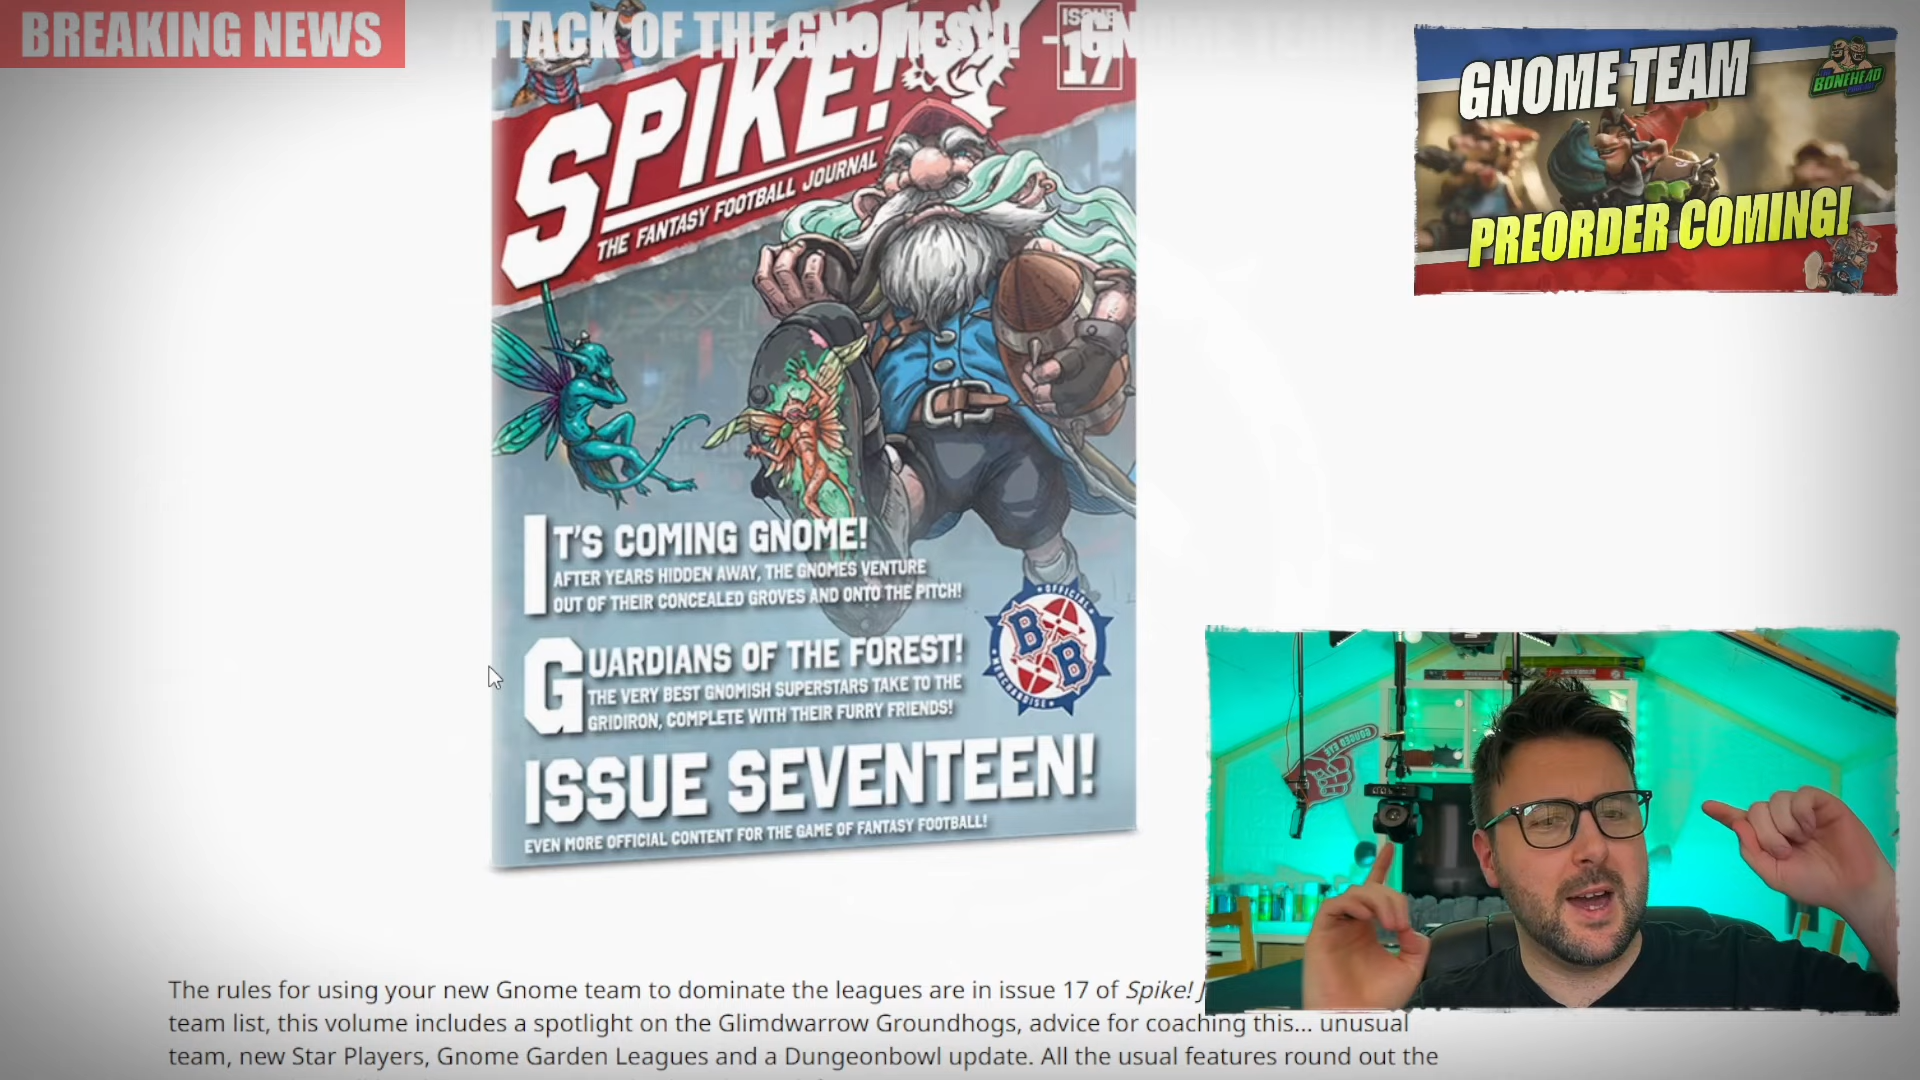 BREAKING NEWS
TTACK OF THE GNOMES!! - GN
ISSUE
17
SPIKE!
THE FANTASY FOOTBALL JOURNAL
IT'S COMING GNOME!
AFTER YEARS HIDDEN AWAY, THE GNOMES VENTURE
OUT OF THEIR CONCEALED GROVES AND ONTO THE PITCH!
GUARDIANS OF THE FOREST!
THE VERY BEST GNOMISH SUPERSTARS TAKE TO THE
GRIDIRON, COMPLETE WITH THEIR FURRY FRIENDS!
OFFICIAL
BB
MERCHANDISE
ISSUE SEVENTEEN!
EVEN MORE OFFICIAL CONTENT FOR THE GAME OF FANTASY FOOTBALL!
GNOME TEAM
BONEHEAD
PREORDER COMING!
The rules for using your new Gnome team to dominate the leagues are in issue 17 of Spike! J
team list, this volume includes a spotlight on the Glimdwarrow Groundhogs, advice for coaching this... unusual
team, new Star Players, Gnome Garden Leagues and a Dungeonbowl update. All the usual features round out the